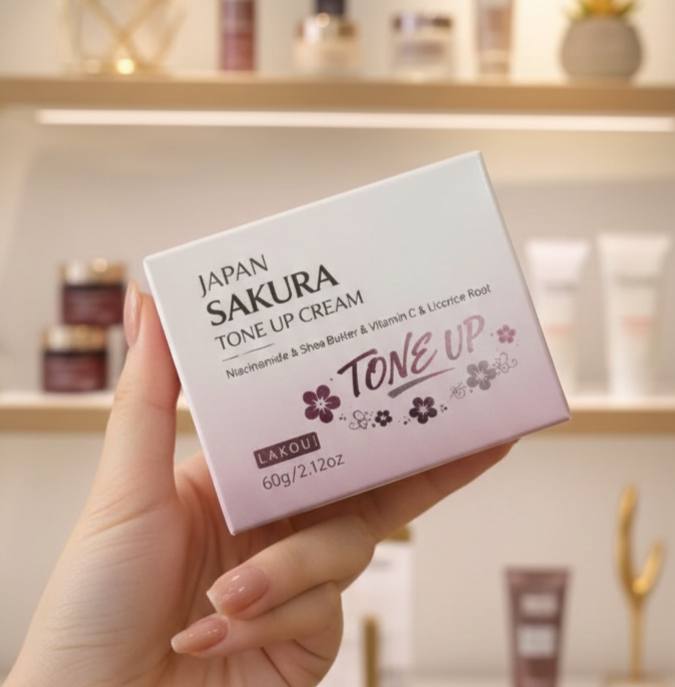 JAPAN
SAKURA
TONE UP CREAM
Niacinamide & Shea Butter & Vitamin C & Licorice Root
TONE UP
LAKOUI
60g/2.12oz